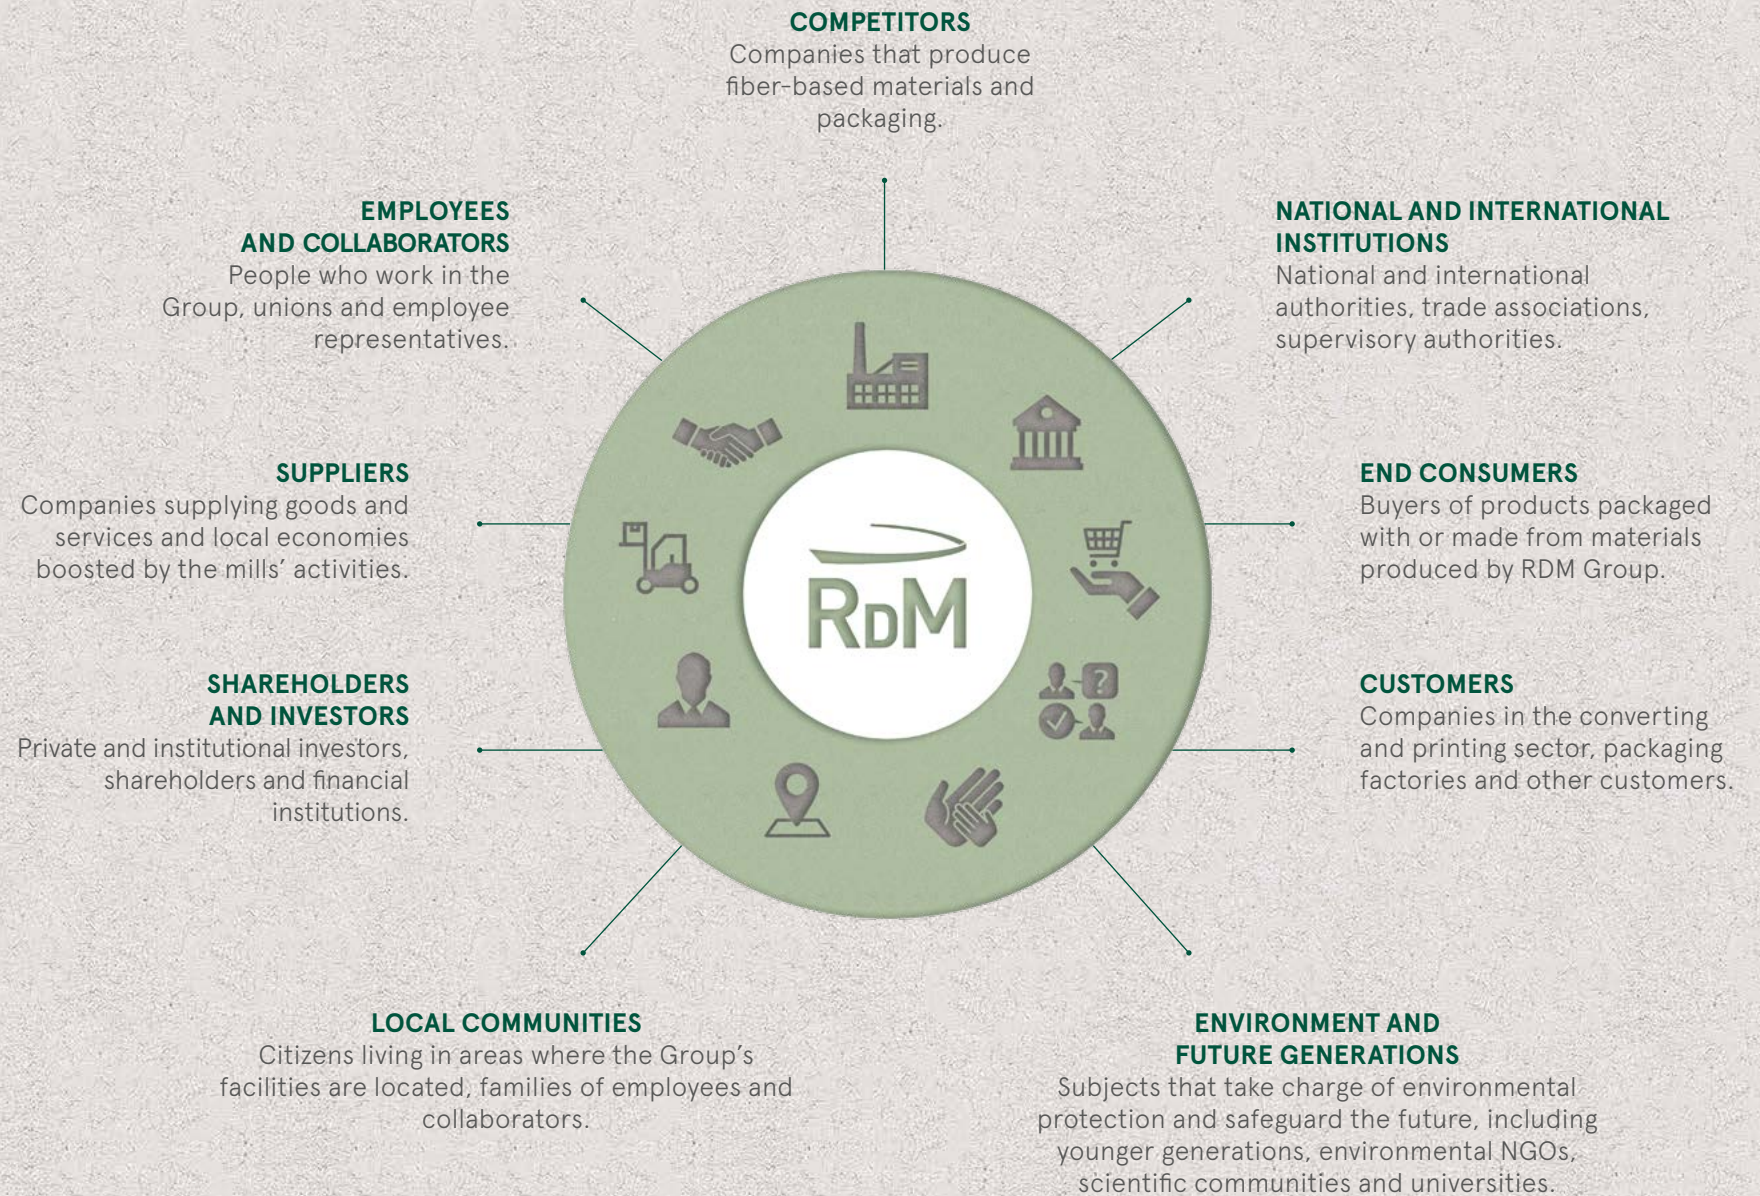 COMPETITORS
Companies that produce
fiber-based materials and
packaging.
EMPLOYEES
AND COLLABORATORS
People who work in the
Group, unions and employee
representatives.
NATIONAL AND INTERNATIONAL
INSTITUTIONS
National and international
authorities, trade associations,
supervisory authorities.
SUPPLIERS
Companies supplying goods and
services and local economies
boosted by the mills’ activities.
END CONSUMERS
Buyers of products packaged
with or made from materials
produced by RDM Group.
RDM
?
SHAREHOLDERS
AND INVESTORS
Private and institutional investors,
shareholders and financial
institutions.
CUSTOMERS
Companies in the converting
and printing sector, packaging
factories and other customers.
LOCAL COMMUNITIES
Citizens living in areas where the Group’s
facilities are located, families of employees and
collaborators.
ENVIRONMENT AND
FUTURE GENERATIONS
Subjects that take charge of environmental
protection and safeguard the future, including
younger generations, environmental NGOs,
scientific communities and universities.